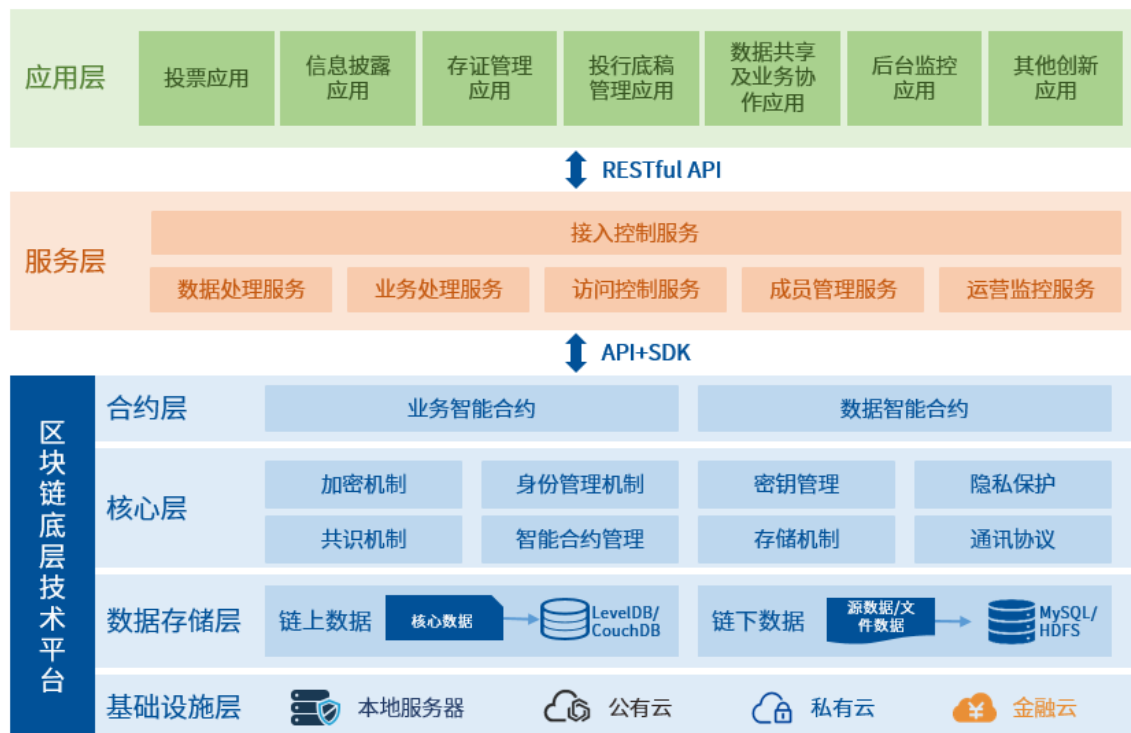 应用层
投票应用
信息披露
应用
存证管理
应用
投行底稿
管理应用
数据共享
及业务协
作应用
后台监控
应用
其他创新
应用
RESTful API
服务层
接入控制服务
数据处理服务
业务处理服务
访问控制服务
成员管理服务
运营监控服务
API+SDK
区块链底层技术平台
合约层
业务智能合约
数据智能合约
核心层
加密机制
身份管理机制
密钥管理
隐私保护
共识机制
智能合约管理
存储机制
通讯协议
数据存储层
链上数据
核心数据
LevelDB/
CouchDB
链下数据
源数据/文
件数据
MySQL/
HDFS
基础设施层
本地服务器
公有云
私有云
¥
金融云